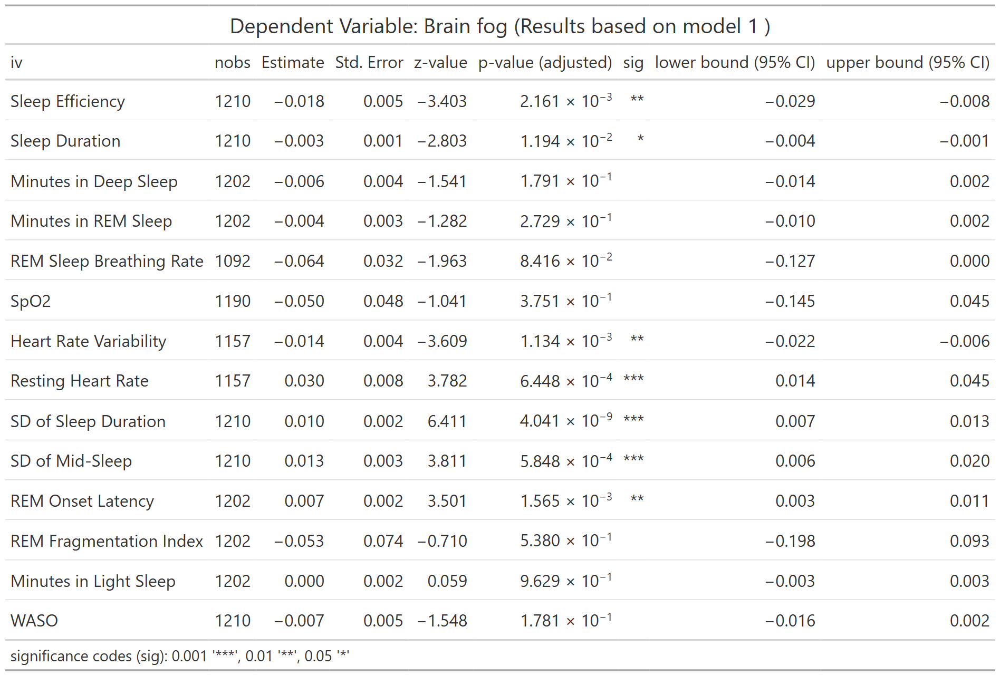 Dependent Variable: Brain fog (Results based on model 1 )
iv nobs Estimate Std. Error z-value p-value (adjusted) sig lower bound (95% CI) upper bound (95% CI)
Sleep Efficiency 1210 −0.018 0.005 −3.403 2.161 × 10⁻³ ** −0.029 −0.008
Sleep Duration 1210 −0.003 0.001 −2.803 1.194 × 10⁻² * −0.004 −0.001
Minutes in Deep Sleep 1202 −0.006 0.004 −1.541 1.791 × 10⁻¹ −0.014 0.002
Minutes in REM Sleep 1202 −0.004 0.003 −1.282 2.729 × 10⁻¹ −0.010 0.002
REM Sleep Breathing Rate 1092 −0.064 0.032 −1.963 8.416 × 10⁻² −0.127 0.000
SpO2 1190 −0.050 0.048 −1.041 3.751 × 10⁻¹ −0.145 0.045
Heart Rate Variability 1157 −0.014 0.004 −3.609 1.134 × 10⁻³ ** −0.022 −0.006
Resting Heart Rate 1157 0.030 0.008 3.782 6.448 × 10⁻⁴ *** 0.014 0.045
SD of Sleep Duration 1210 0.010 0.002 6.411 4.041 × 10⁻⁹ *** 0.007 0.013
SD of Mid-Sleep 1210 0.013 0.003 3.811 5.848 × 10⁻⁴ *** 0.006 0.020
REM Onset Latency 1202 0.007 0.002 3.501 1.565 × 10⁻³ ** 0.003 0.011
REM Fragmentation Index 1202 −0.053 0.074 −0.710 5.380 × 10⁻¹ −0.198 0.093
Minutes in Light Sleep 1202 0.000 0.002 0.059 9.629 × 10⁻¹ −0.003 0.003
WASO 1210 −0.007 0.005 −1.548 1.781 × 10⁻¹ −0.016 0.002
significance codes (sig): 0.001 '***', 0.01 '**', 0.05 '*'